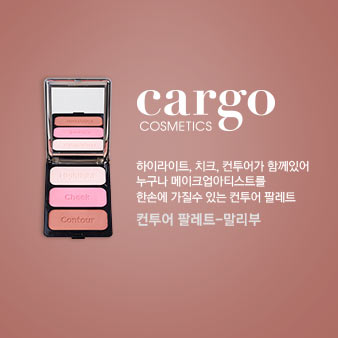 cargo
COSMETICS
하이라이트, 치크, 컨투어가 함께있어
누구나 메이크업아티스트를
한손에 가질수 있는 컨투어 팔레트
컨투어 팔레트-말리부
Highlight
Cheek
Contour